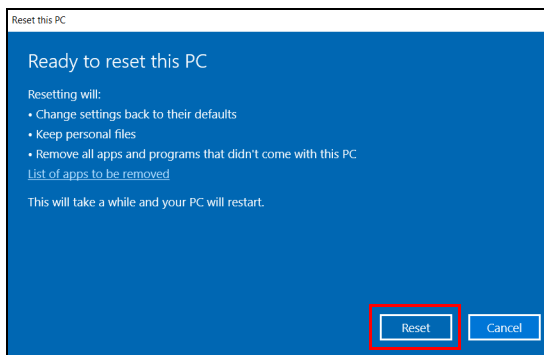 Reset this PC
Ready to reset this PC
Resetting will:
• Change settings back to their defaults
• Keep personal files
• Remove all apps and programs that didn't come with this PC
List of apps to be removed
This will take a while and your PC will restart.
Reset Cancel